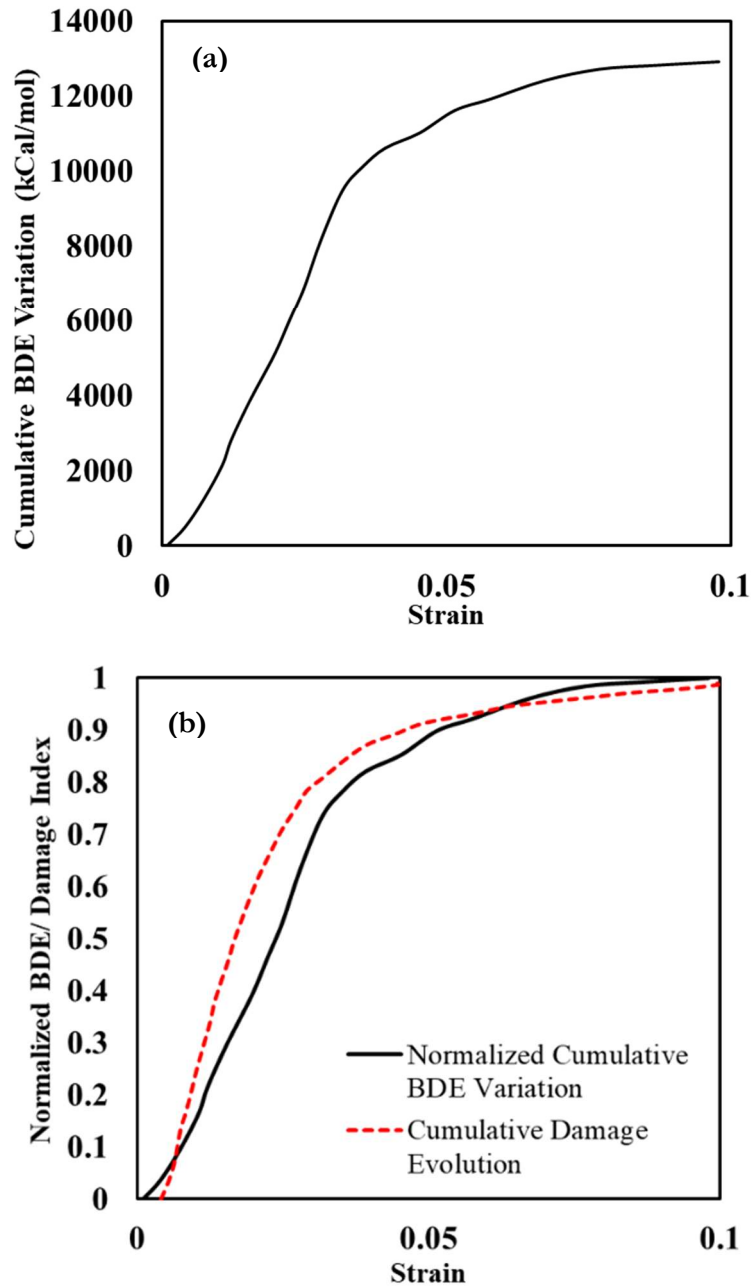 (a)
Cumulative BDE Variation (kCal/mol)
14000
12000
10000
8000
6000
4000
2000
0
0
0.05
0.1
Strain
(b)
Normalized BDE/ Damage Index
1
0.9
0.8
0.7
0.6
0.5
0.4
0.3
0.2
0.1
0
Normalized Cumulative
BDE Variation
Cumulative Damage
Evolution
0
0.05
0.1
Strain